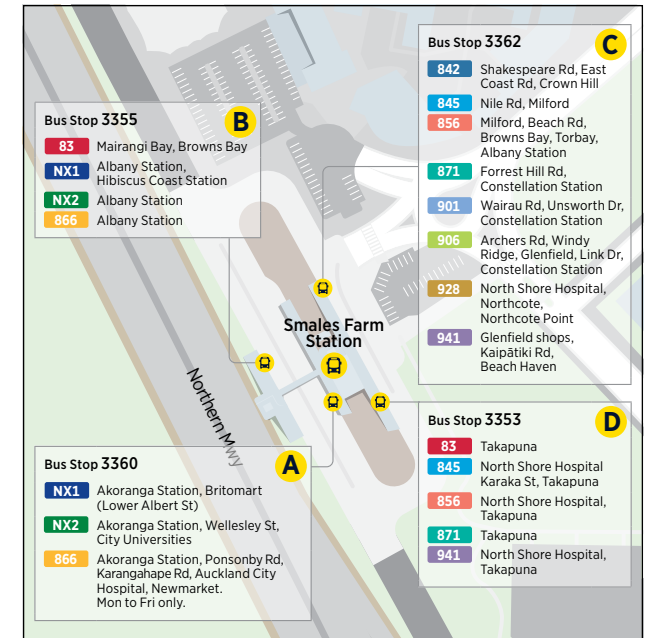 Bus Stop 3362
C
842 Shakespeare Rd, East
Coast Rd, Crown Hill
845 Nile Rd, Milford
856 Milford, Beach Rd,
Browns Bay, Torbay,
Albany Station
871 Forrest Hill Rd,
Constellation Station
901 Wairau Rd, Unsworth Dr,
Constellation Station
906 Archers Rd, Windy
Ridge, Glenfield, Link Dr,
Constellation Station
928 North Shore Hospital,
Northcote,
Northcote Point
941 Glenfield shops,
Kaipātiki Rd,
Beach Haven
Bus Stop 3355
B
83 Mairangi Bay, Browns Bay
NX1 Albany Station,
Hibiscus Coast Station
NX2 Albany Station
866 Albany Station
Smales Farm
Station
Northern Mwy
Bus Stop 3360
A
NX1 Akoranga Station, Britomart
(Lower Albert St)
NX2 Akoranga Station, Wellesley St,
City Universities
866 Akoranga Station, Ponsonby Rd,
Karangahape Rd, Auckland City
Hospital, Newmarket.
Mon to Fri only.
Bus Stop 3353
D
83 Takapuna
845 North Shore Hospital
Karaka St, Takapuna
856 North Shore Hospital,
Takapuna
871 Takapuna
941 North Shore Hospital,
Takapuna